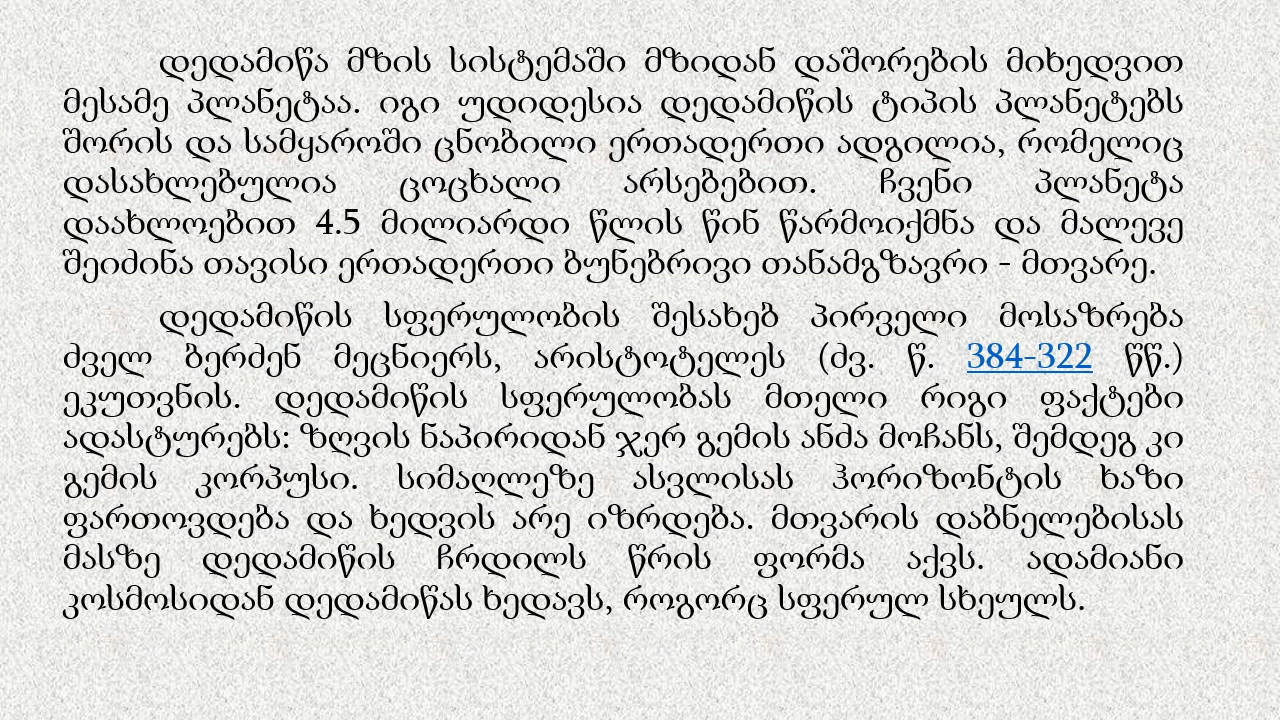 დედამიწა მზის სისტემაში მზიდან დაშორების მიხედვით
მესამე პლანეტაა. იგი უდიდესია დედამიწის ტიპის პლანეტებს
შორის და სამყაროში ცნობილი ერთადერთი ადგილია, რომელიც
დასახლებულია ცოცხალი არსებებით. ჩვენი პლანეტა
დაახლოებით 4.5 მილიარდი წლის წინ წარმოიქმნა და მალევე
შეიძინა თავისი ერთადერთი ბუნებრივი თანამგზავრი - მთვარე.
დედამიწის სფერულობის შესახებ პირველი მოსაზრება
ძველ ბერძენ მეცნიერს, არისტოტელეს (ძვ. წ. 384-322 წწ.)
ეკუთვნის. დედამიწის სფერულობას მთელი რიგი ფაქტები
ადასტურებს: ზღვის ნაპირიდან ჯერ გემის ანძა მოჩანს, შემდეგ კი
გემის კორპუსი. სიმაღლეზე ასვლისას ჰორიზონტის ხაზი
ფართოვდება და ხედვის არე იზრდება. მთვარის დაბნელებისას
მასზე დედამიწის ჩრდილს წრის ფორმა აქვს. ადამიანი
კოსმოსიდან დედამიწას ხედავს, როგორც სფერულ სხეულს.